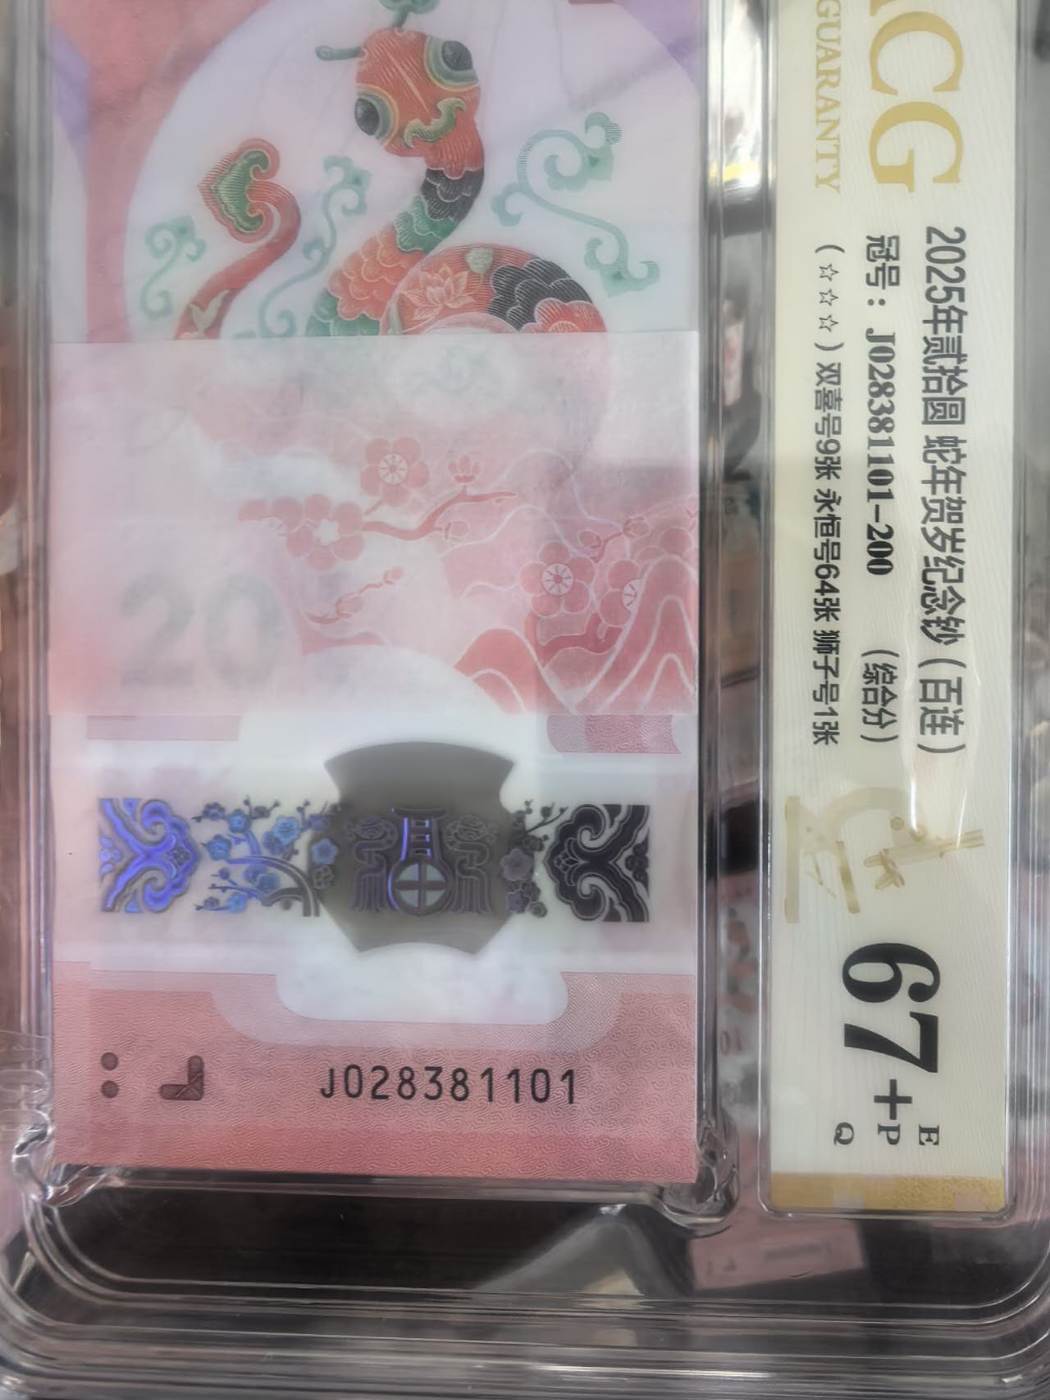 ACG
GUARANTY
2025年贰拾圆 蛇年贺岁纪念钞（百连）
冠号：J028381101-200 （综合分）
（☆☆☆）双喜号9张 永恒号64张 狮子号1张
67+
E
P
Q
20
J028381101